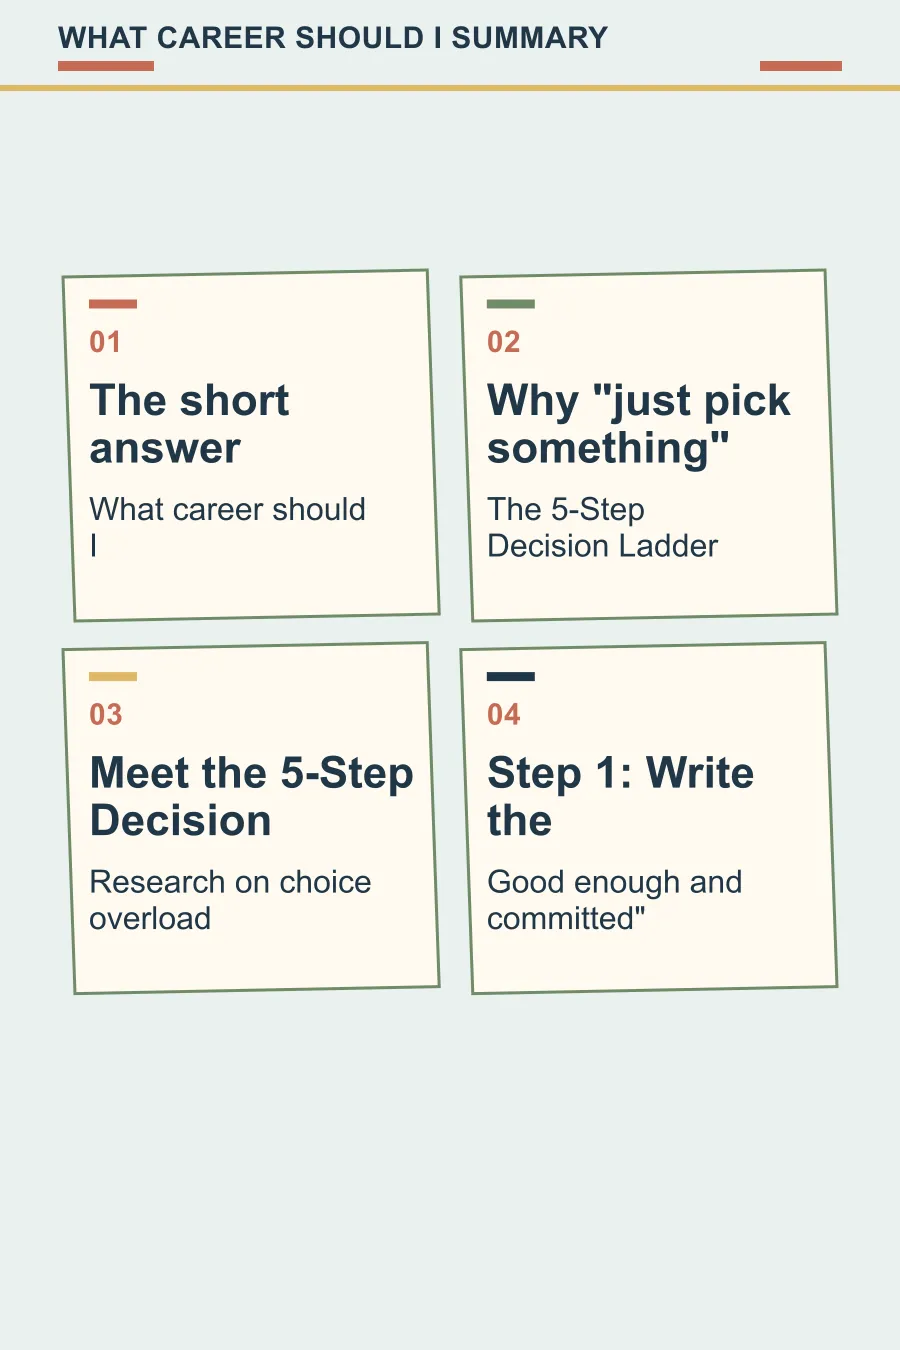 WHAT CAREER SHOULD I SUMMARY
01
The short
answer
What career should
I
02
Why "just pick
something"
The 5-Step
Decision Ladder
03
Meet the 5-Step
Decision
Research on choice
overload
04
Step 1: Write
the
Good enough and
committed"